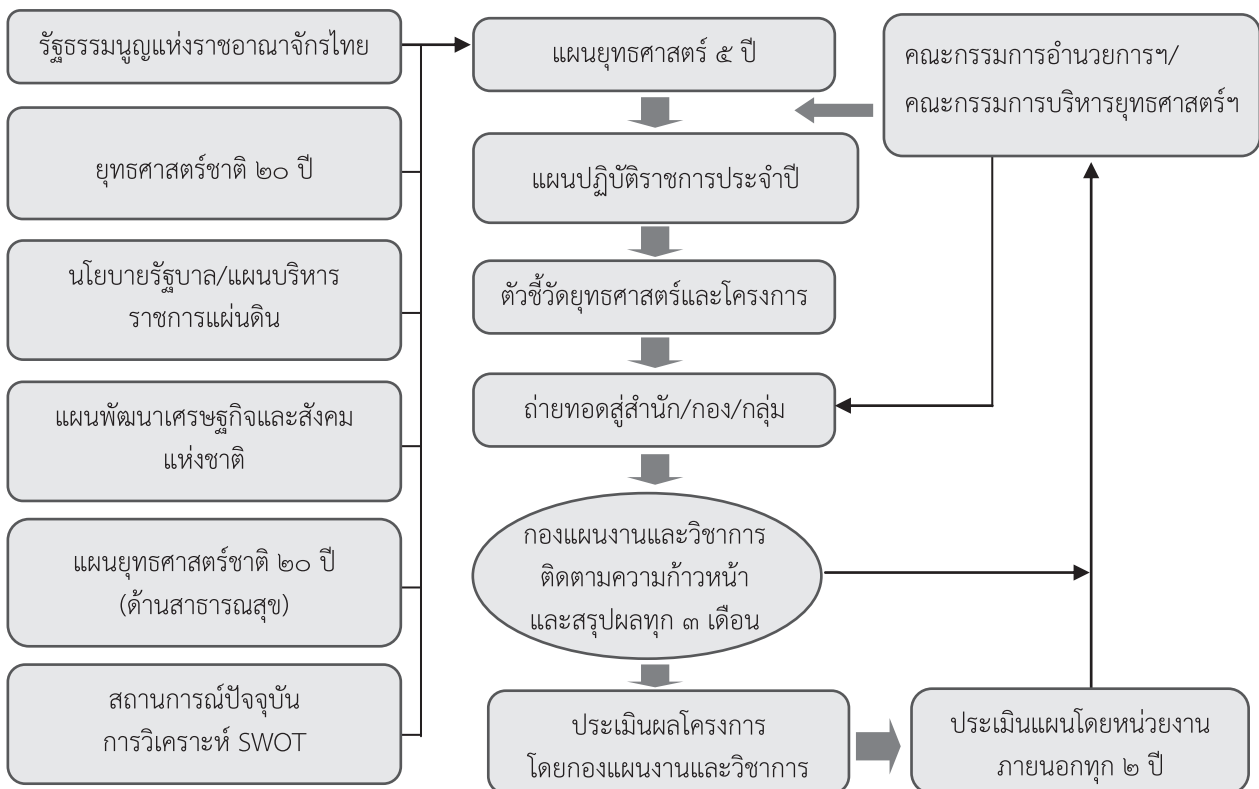 รัฐธรรมนูญแห่งราชอาณาจักรไทย
ยุทธศาสตร์ชาติ ๒๐ ปี
นโยบายรัฐบาล/แผนบริหาร
ราชการแผ่นดิน
แผนพัฒนาเศรษฐกิจและสังคม
แห่งชาติ
แผนยุทธศาสตร์ชาติ ๒๐ ปี
(ด้านสาธารณสุข)
สถานการณ์ปัจจุบัน
การวิเคราะห์ SWOT
แผนยุทธศาสตร์ ๕ ปี
แผนปฏิบัติราชการประจำปี
ตัวชี้วัดยุทธศาสตร์และโครงการ
ถ่ายทอดสู่สำนัก/กอง/กลุ่ม
กองแผนงานและวิชาการ
ติดตามความก้าวหน้า
และสรุปผลทุก ๓ เดือน
ประเมินผลโครงการ
โดยกองแผนงานและวิชาการ
คณะกรรมการอำนวยการฯ/
คณะกรรมการบริหารยุทธศาสตร์ฯ
ประเมินแผนโดยหน่วยงาน
ภายนอกทุก ๒ ปี